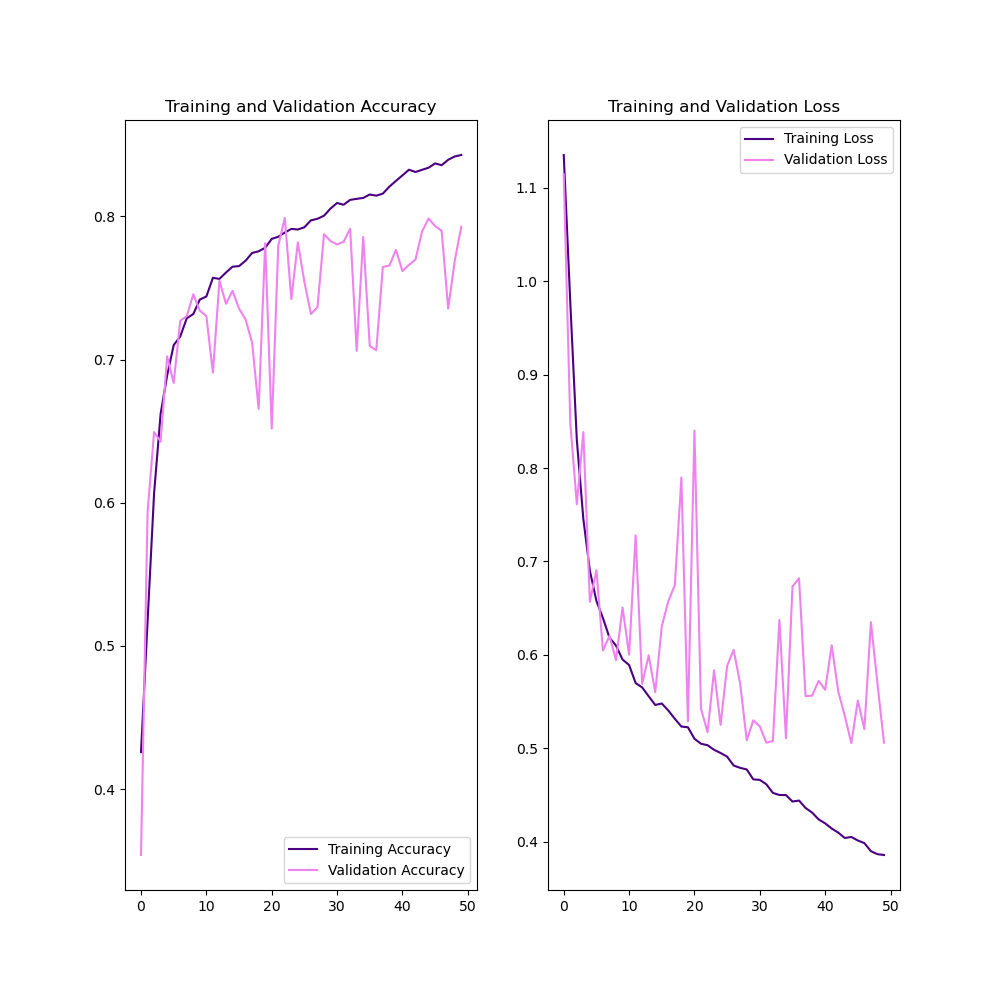 Training and Validation Accuracy
0.8
0.7
0.6
0.5
0.4
Training Accuracy
Validation Accuracy
0 10 20 30 40 50
Training and Validation Loss
Training Loss
Validation Loss
1.1
1.0
0.9
0.8
0.7
0.6
0.5
0.4
0 10 20 30 40 50